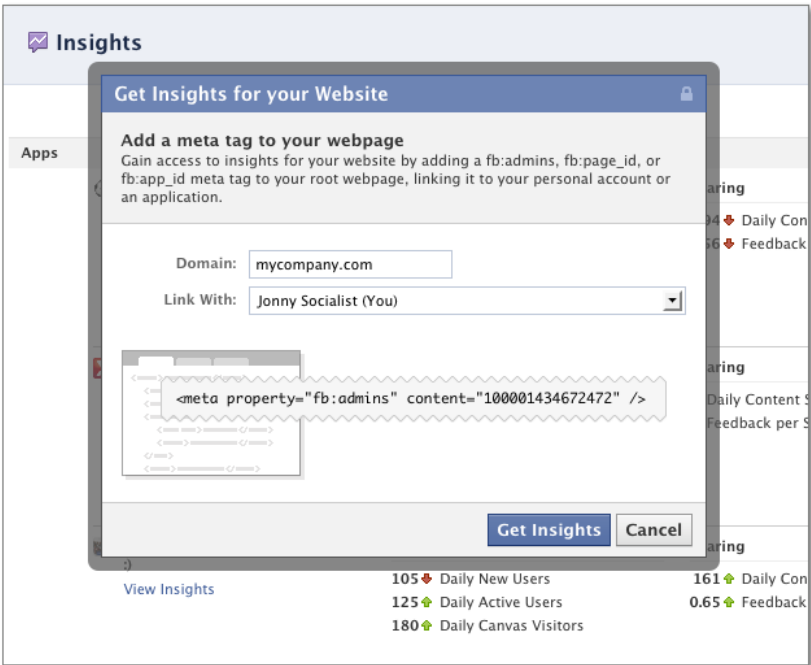 Insights
Get Insights for your Website
Add a meta tag to your webpage
Gain access to insights for your website by adding a fb:admins, fb:page_id, or
fb:app_id meta tag to your root webpage, linking it to your personal account or
an application.
Apps
Domain: mycompany.com
Link With: Jonny Socialist (You)
<meta property="fb:admins" content="100001434672472" />
Get Insights Cancel
aring
94 Daily Con
56 Feedback
aring
Daily Content S
Feedback per S
aring
:)
View Insights
105 Daily New Users
125 Daily Active Users
180 Daily Canvas Visitors
161 Daily Con
0.65 Feedback